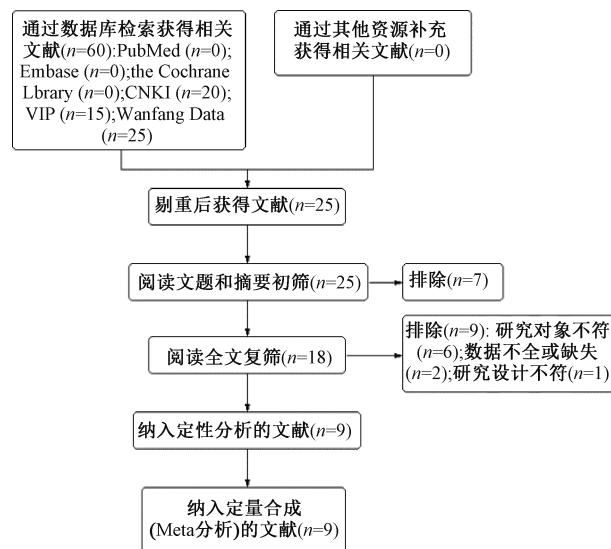 通过数据库检索获得相关
文献(n=60):PubMed (n=0);
Embase (n=0);the Cochrane
Lbrary (n=0);CNKI (n=20);
VIP (n=15);Wanfang Data
(n=25)
通过其他资源补充
获得相关文献(n=0)
剔重后获得文献(n=25)
阅读文题和摘要初筛(n=25)
排除(n=7)
阅读全文复筛(n=18)
排除(n=9): 研究对象不符
(n=6);数据不全或缺失
(n=2);研究设计不符(n=1)
纳入定性分析的文献(n=9)
纳入定量合成
(Meta分析)的文献(n=9)